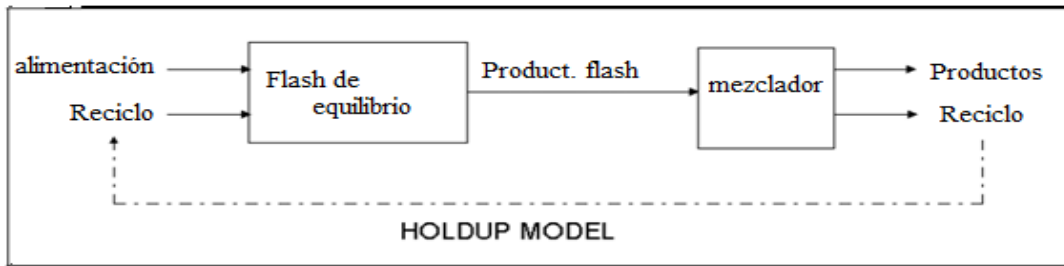 alimentación
Reciclo
Flash de
equilibrio
Product. flash
mezclador
Productos
Reciclo
HOLDUP MODEL